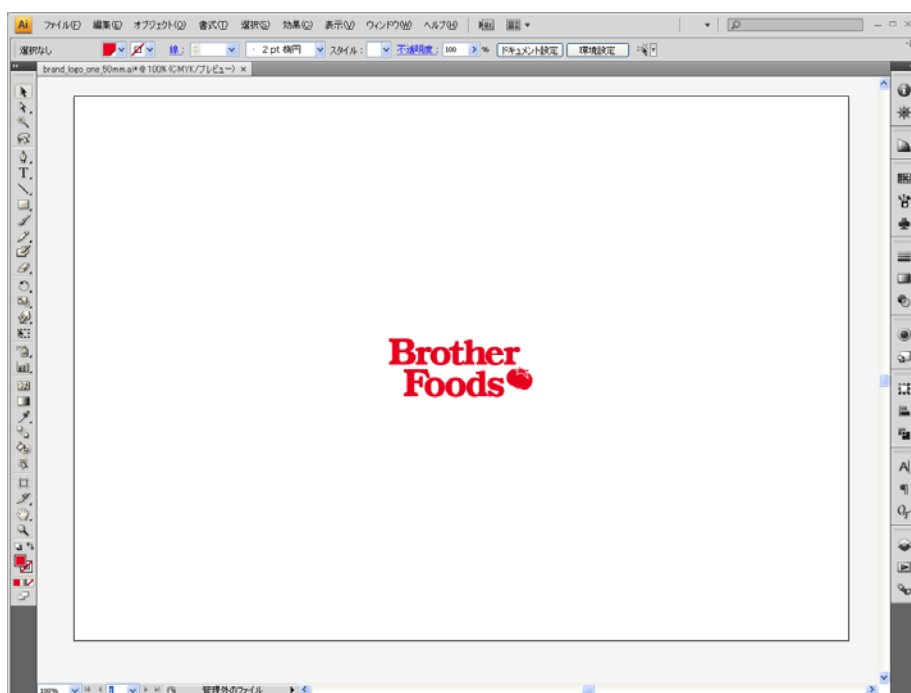 Ai ファイル(F) 編集(E) オブジェクト(O) 書式(T) 選択(S) 効果(C) 表示(V) ウィンドウ(W) ヘルプ(H) Br
選択なし 線: 2 pt 楕円 スタイル: 不透明度: 100 % ドキュメント設定 環境設定
brand_logo_one_50mm.ai* @ 100% (CMYK/プレビュー) ×
Brother
Foods
100% 1 管理外のファイル